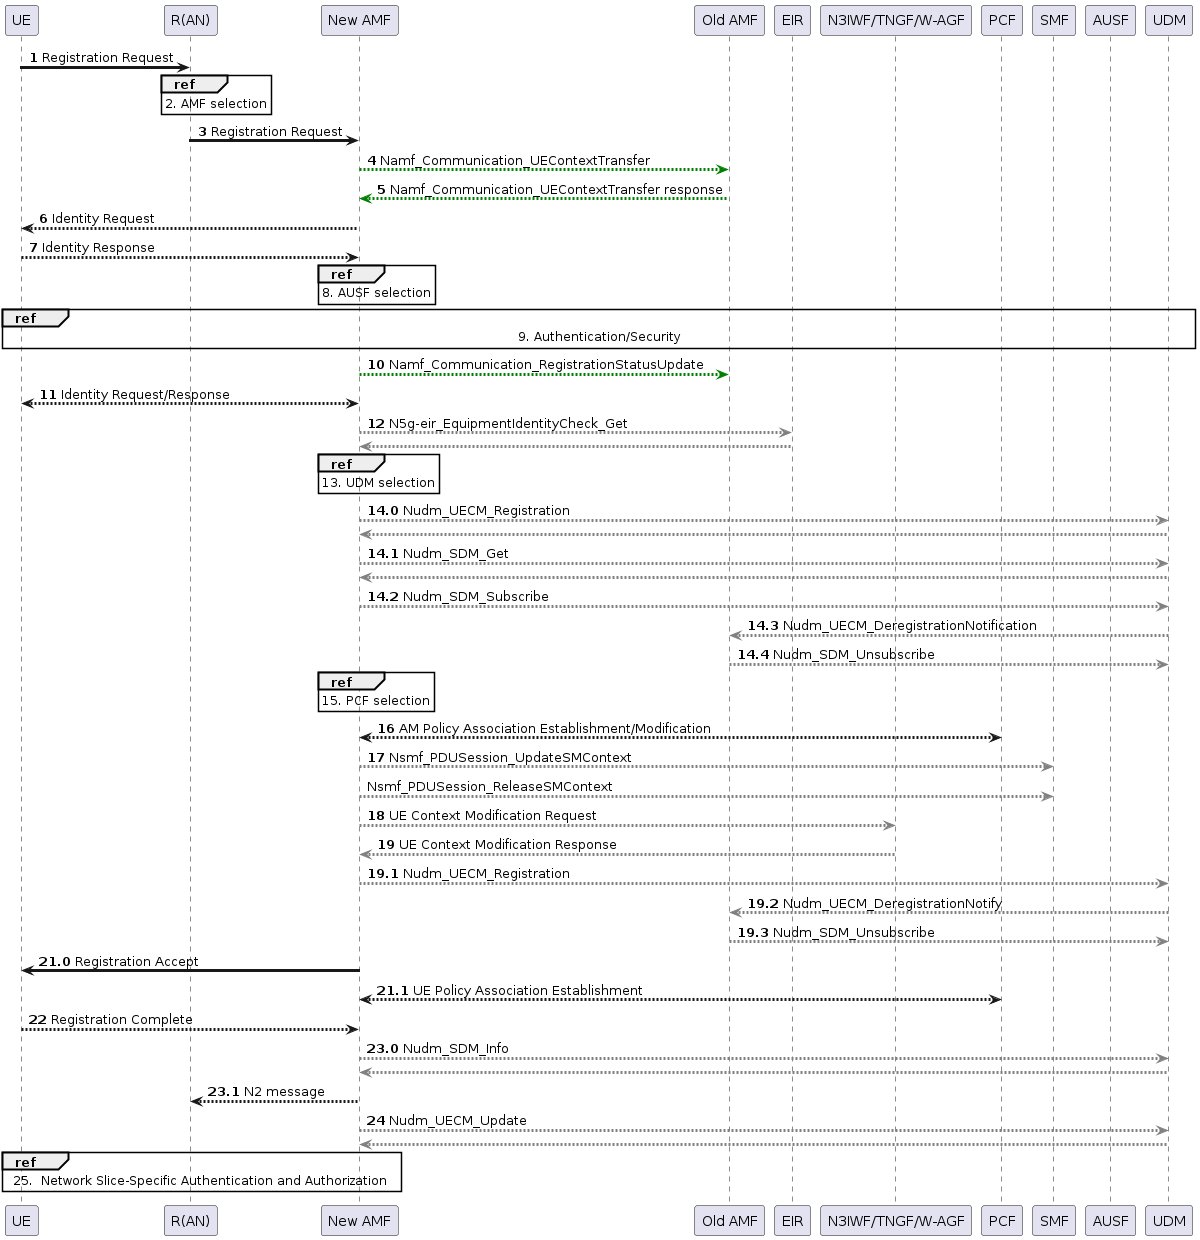 UE R(AN) New AMF Old AMF EIR N3IWF/TNGF/W-AGF PCF SMF AUSF UDM
1 Registration Request
ref
2. AMF selection
3 Registration Request
4 Namf_Communication_UEContextTransfer
5 Namf_Communication_UEContextTransfer response
6 Identity Request
7 Identity Response
ref
8. AUSF selection
ref
9. Authentication/Security
10 Namf_Communication_RegistrationStatusUpdate
11 Identity Request/Response
12 N5g-eir_EquipmentIdentityCheck_Get
ref
13. UDM selection
14.0 Nudm_UECM_Registration
14.1 Nudm_SDM_Get
14.2 Nudm_SDM_Subscribe
14.3 Nudm_UECM_DeregistrationNotification
14.4 Nudm_SDM_Unsubscribe
ref
15. PCF selection
16 AM Policy Association Establishment/Modification
17 Nsmf_PDUSession_UpdateSMContext
Nsmf_PDUSession_ReleaseSMContext
18 UE Context Modification Request
19 UE Context Modification Response
19.1 Nudm_UECM_Registration
19.2 Nudm_UECM_DeregistrationNotify
19.3 Nudm_SDM_Unsubscribe
21.0 Registration Accept
21.1 UE Policy Association Establishment
22 Registration Complete
23.0 Nudm_SDM_Info
23.1 N2 message
24 Nudm_UECM_Update
ref
25. Network Slice-Specific Authentication and Authorization
UE R(AN) New AMF Old AMF EIR N3IWF/TNGF/W-AGF PCF SMF AUSF UDM